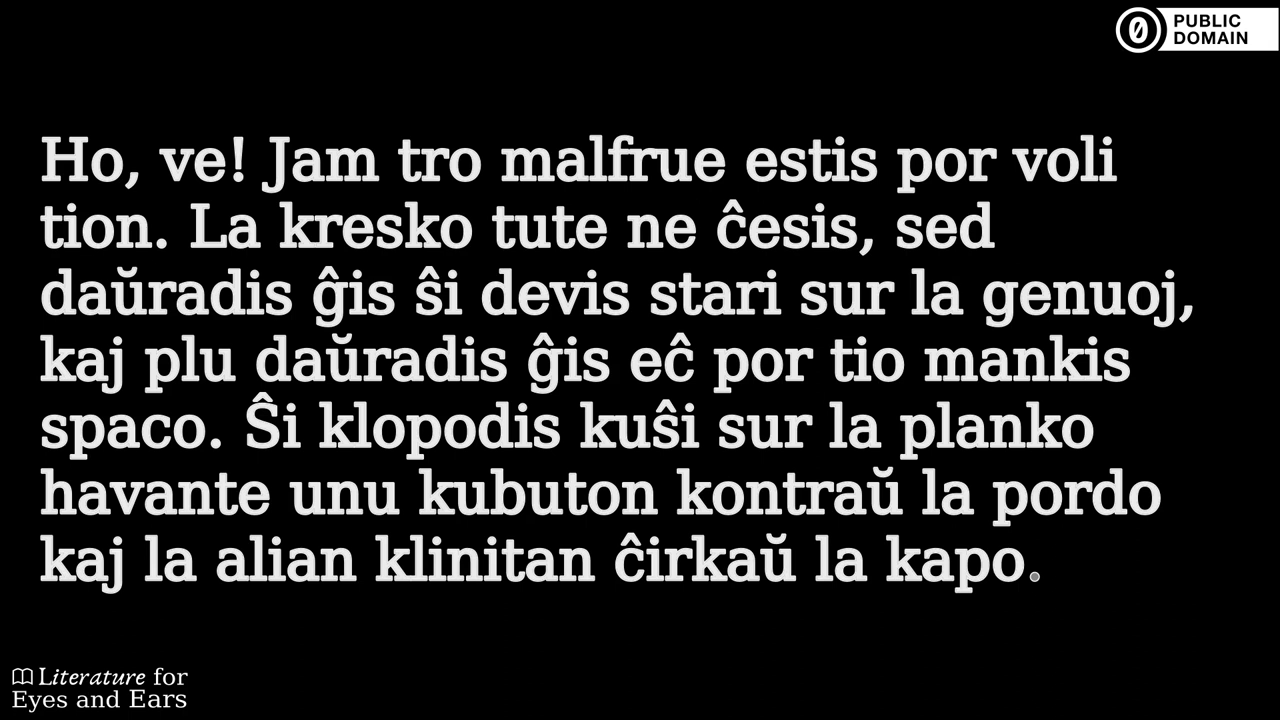 PUBLIC
DOMAIN
Ho, ve! Jam tro malfrue estis por voli
tion. La kresko tute ne ĉesis, sed
daŭradis ĝis ŝi devis stari sur la genuoj,
kaj plu daŭradis ĝis eĉ por tio mankis
spaco. Ŝi klopodis kuŝi sur la planko
havante unu kubuton kontraŭ la pordo
kaj la alian klinitan ĉirkaŭ la kapo.
Literature for
Eyes and Ears